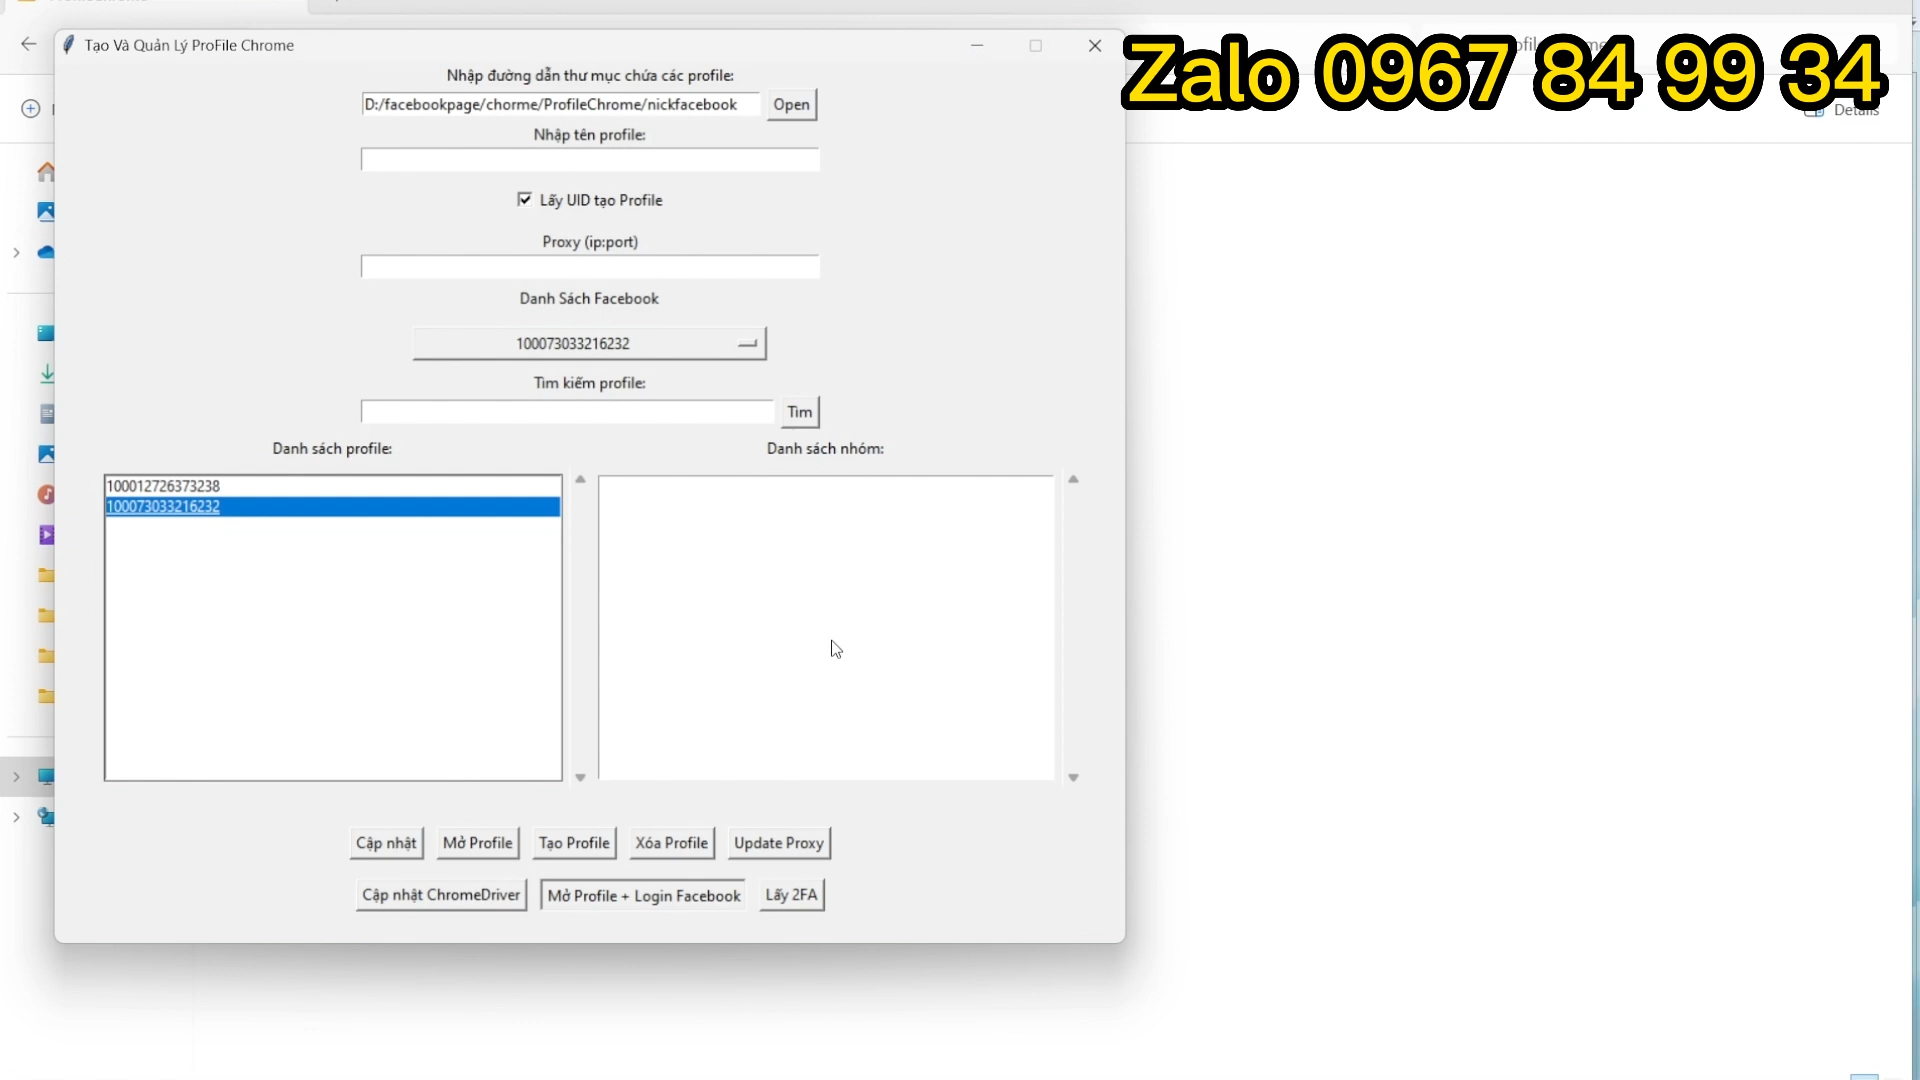 Tạo Và Quản Lý ProFile Chrome
Zalo 0967 84 99 34
Nhập đường dẫn thư mục chứa các profile:
D:/facebookpage/chorme/ProfileChrome/nickfacebook
Open
Details
Nhập tên profile:
Lấy UID tạo Profile
Proxy (ip:port)
Danh Sách Facebook
100073033216232
Tìm kiếm profile:
Tìm
Danh sách profile:
Danh sách nhóm:
100012726373238
100073033216232
Cập nhật
Mở Profile
Tạo Profile
Xóa Profile
Update Proxy
Cập nhật ChromeDriver
Mở Profile + Login Facebook
Lấy 2FA